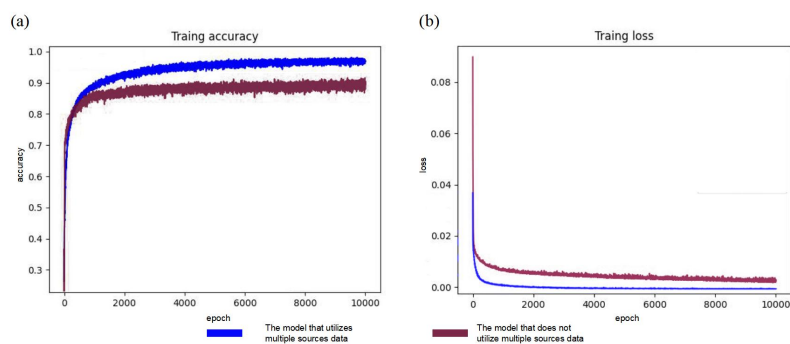 (a)
Traing accuracy
1.0
0.9
0.8
0.7
0.6
0.5
0.4
0.3
accuracy
0
2000
4000
6000
8000
10000
epoch
(b)
Traing loss
0.08
0.06
0.04
0.02
0.00
loss
0
2000
4000
6000
8000
10000
epoch
The model that utilizes
multiple sources data
The model that does not
utilize multiple sources data